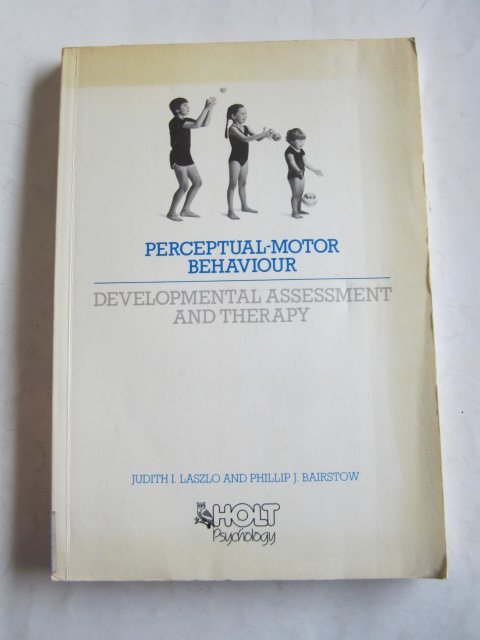 PERCEPTUAL-MOTOR
BEHAVIOUR
DEVELOPMENTAL ASSESSMENT
AND THERAPY
JUDITH I. LASZLO AND PHILLIP J. BAIRSTOW
HOLT
Psychology